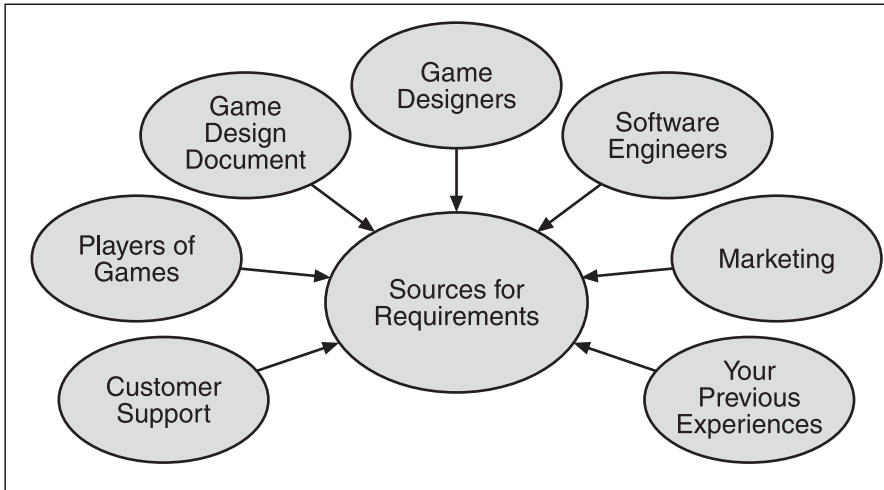 Game
Designers
Game
Design
Document
Software
Engineers
Players of
Games
Marketing
Sources for
Requirements
Customer
Support
Your
Previous
Experiences